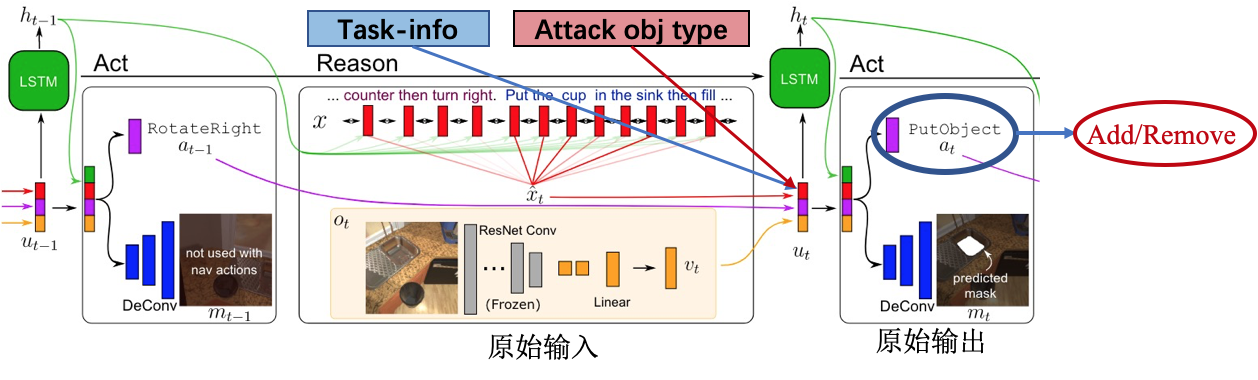 h_{t-1}
Task-info
Attack obj type
h_t
LSTM
Act
Reason
LSTM
Act
... counter then turn right. Put the cup in the sink then fill ...
x
RotateRight
a_{t-1}
PutObject
a_t
Add/Remove
x̂_t
u_{t-1}
not used with
nav actions
DeConv
m_{t-1}
o_t
ResNet Conv
...
(Frozen)
Linear
v_t
u_t
predicted
mask
DeConv
m_t
原始输入
原始输出